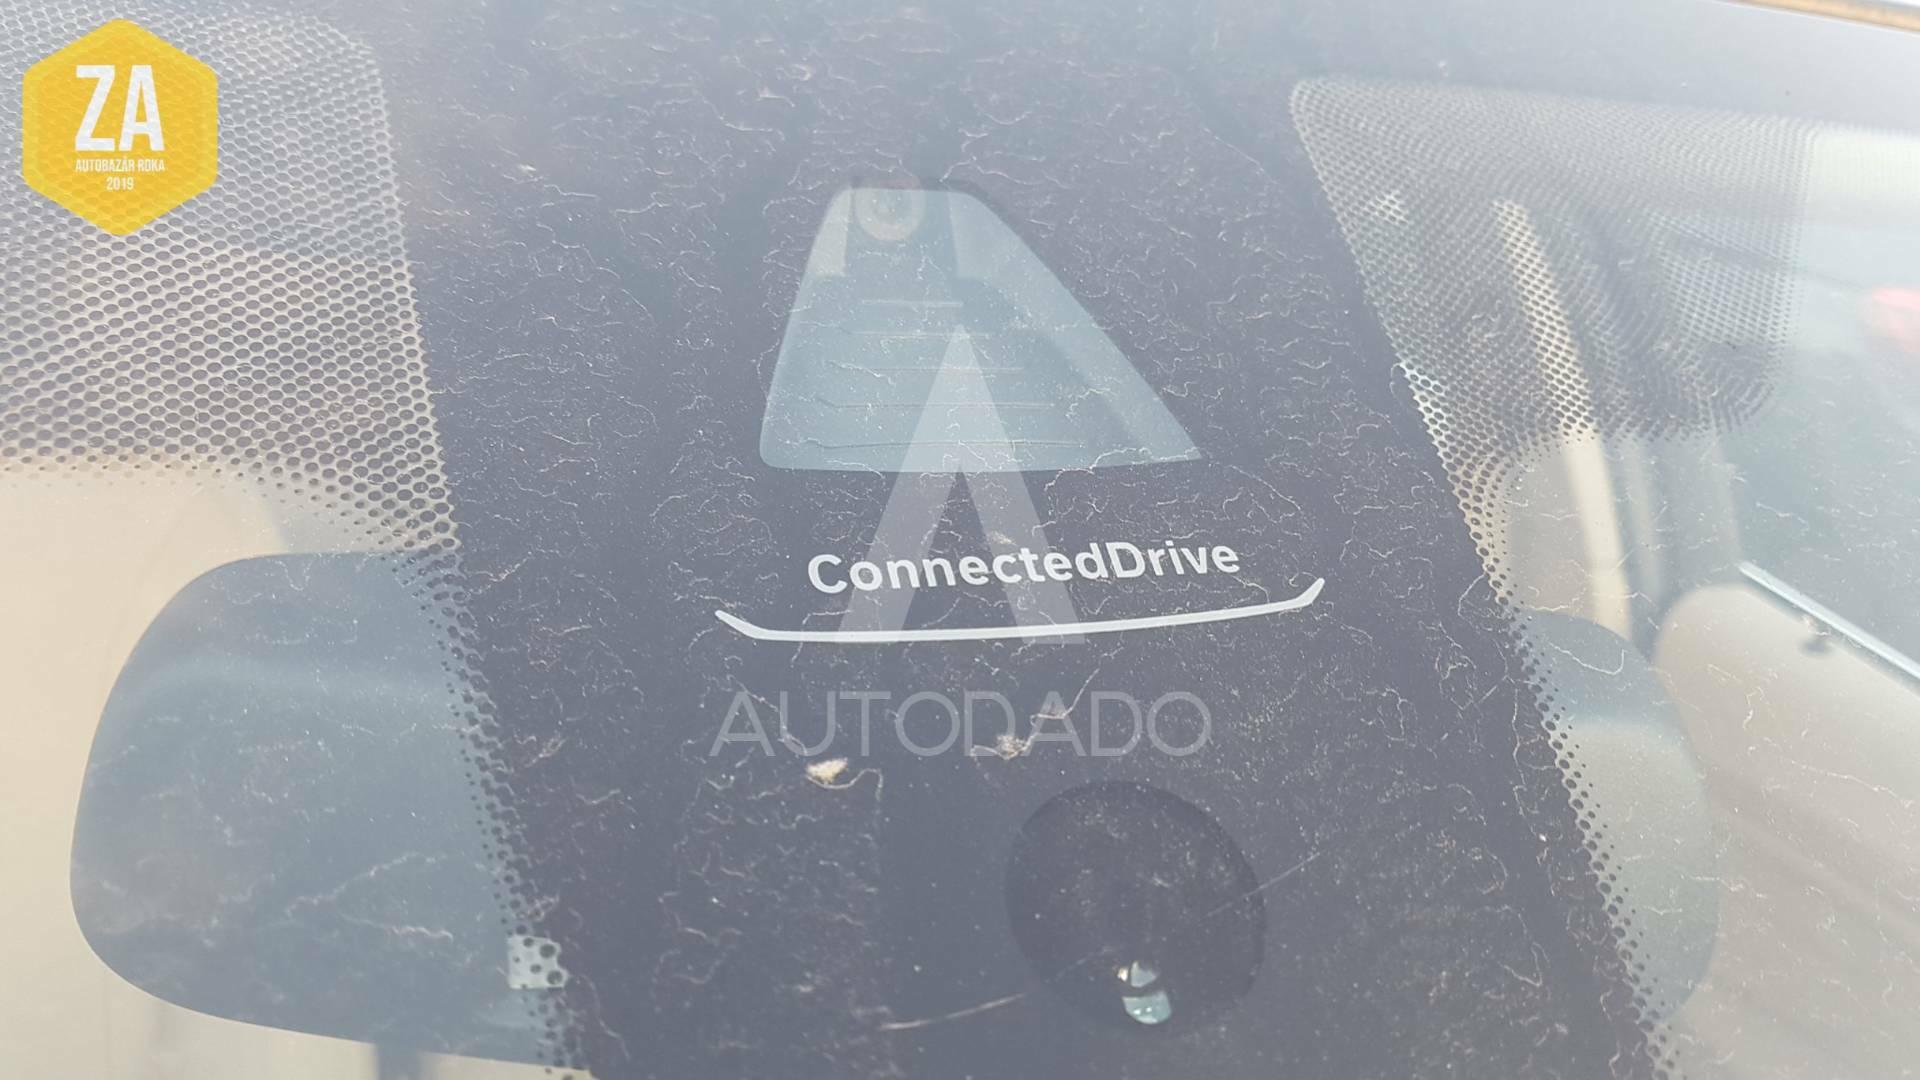 ZA
AUTOBAZÁR ROKA
2019
ConnectedDrive
AUTODADO